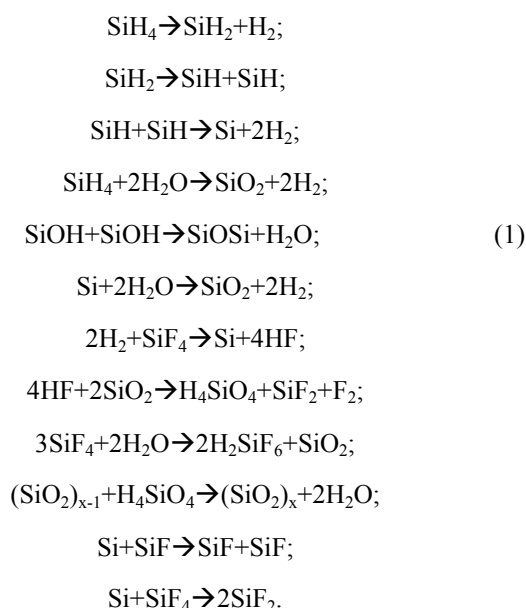 SiH₄→SiH₂+H₂;
SiH₂→SiH+SiH;
SiH+SiH→Si+2H₂;
SiH₄+2H₂O→SiO₂+2H₂;
SiOH+SiOH→SiOSi+H₂O; (1)
Si+2H₂O→SiO₂+2H₂;
2H₂+SiF₄→Si+4HF;
4HF+2SiO₂→H₄SiO₄+SiF₂+F₂;
3SiF₄+2H₂O→2H₂SiF₆+SiO₂;
(SiO₂)ₓ₋₁+H₄SiO₄→(SiO₂)ₓ+2H₂O;
Si+SiF→SiF+SiF;
Si+SiF₄→2SiF₂.